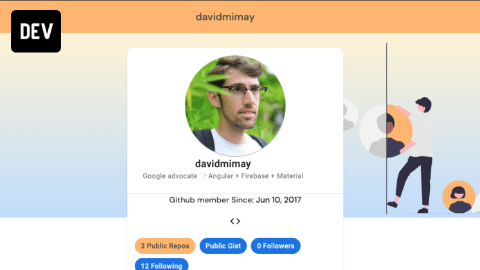 davidmimay
DEV
davidmimay
Google advocate ✨Angular + Firebase + Material
Github member Since: Jun 10, 2017
<>
3 Public Repos Public Gist 0 Followers
12 Following